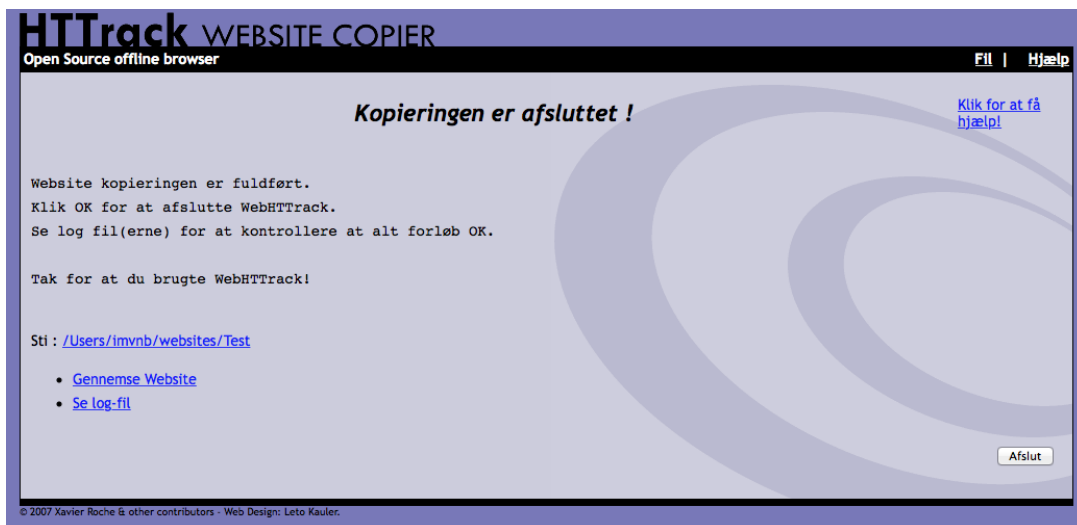 HTTrack WEBSITE COPIER
Open Source offline browser
Fil | Hjælp
Kopieringen er afsluttet !
Klik for at få
hjælp!
Website kopieringen er fuldført.
Klik OK for at afslutte WebHTTrack.
Se log fil(erne) for at kontrollere at alt forløb OK.
Tak for at du brugte WebHTTrack!
Sti : /Users/imvnb/websites/Test
• Gennemse Website
• Se log-fil
Afslut
© 2007 Xavier Roche & other contributors - Web Design: Leto Kauler.